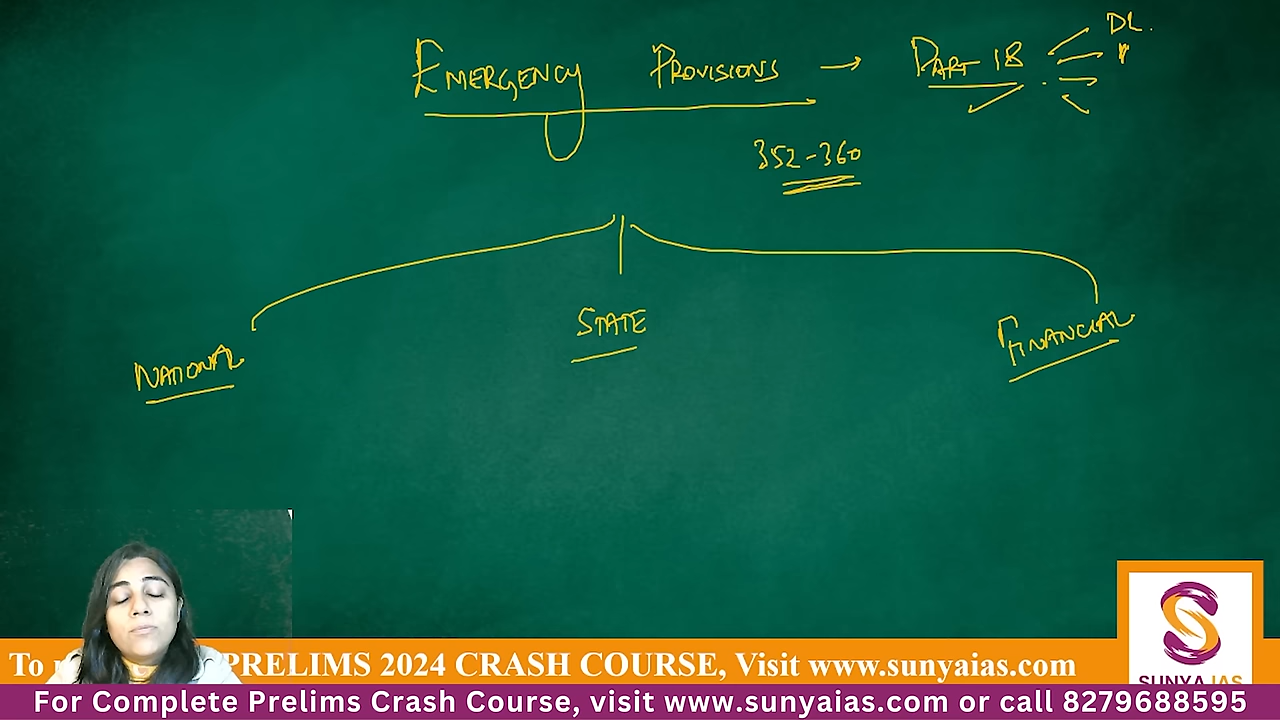 EMERGENCY PROVISIONS → PART 18
DL.
352-360
NATIONAL
STATE
FINANCIAL
To PRELIMS 2024 CRASH COURSE, Visit www.sunyaias.com
SUNYA IAS
For Complete Prelims Crash Course, visit www.sunyaias.com or call 8279688595